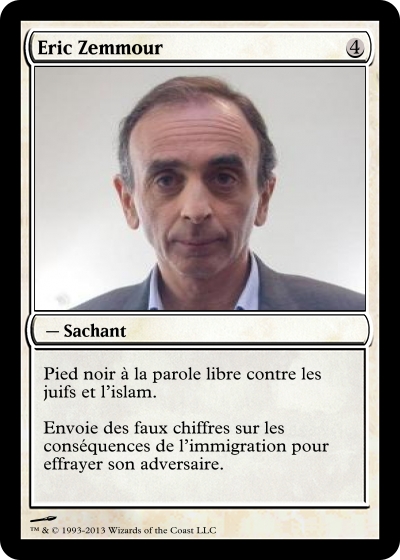 Eric Zemmour 4
— Sachant
Pied noir à la parole libre contre les
juifs et l'islam.
Envoie des faux chiffres sur les
conséquences de l'immigration pour
effrayer son adversaire.
™ & © 1993-2013 Wizards of the Coast LLC